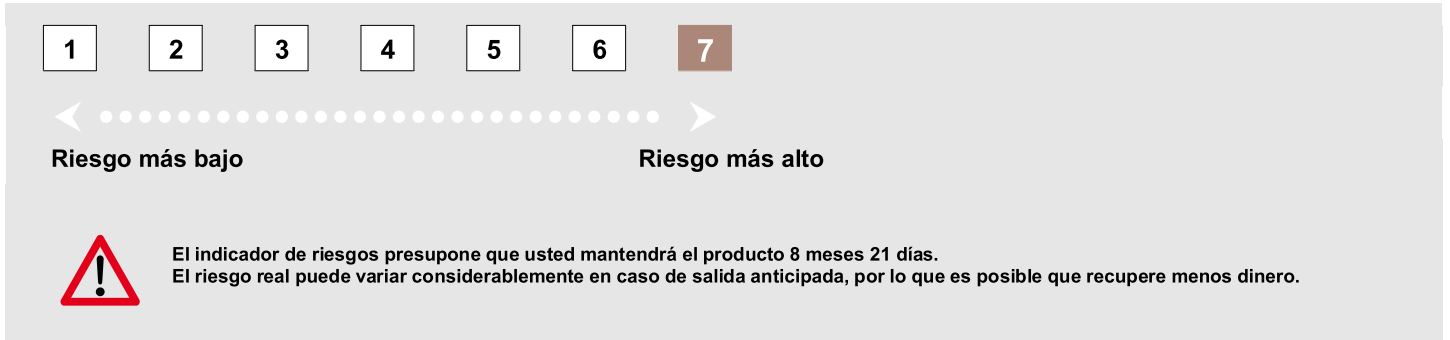 1 2 3 4 5 6 7
Riesgo más bajo Riesgo más alto
El indicador de riesgos presupone que usted mantendrá el producto 8 meses 21 días.
El riesgo real puede variar considerablemente en caso de salida anticipada, por lo que es posible que recupere menos dinero.